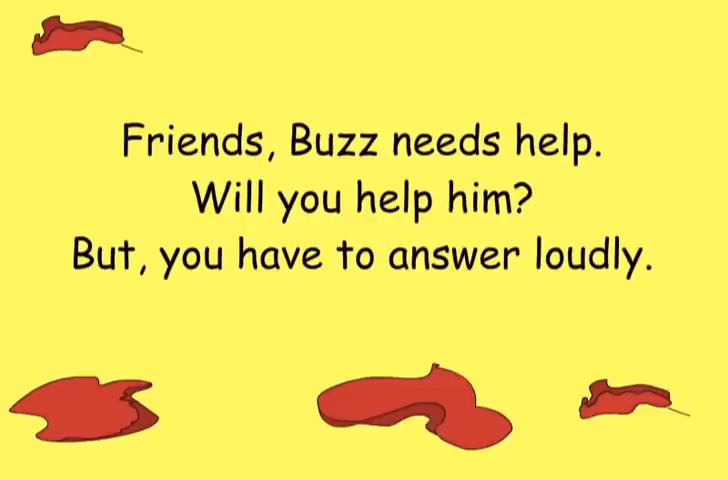 Friends, Buzz needs help.
Will you help him?
But, you have to answer loudly.